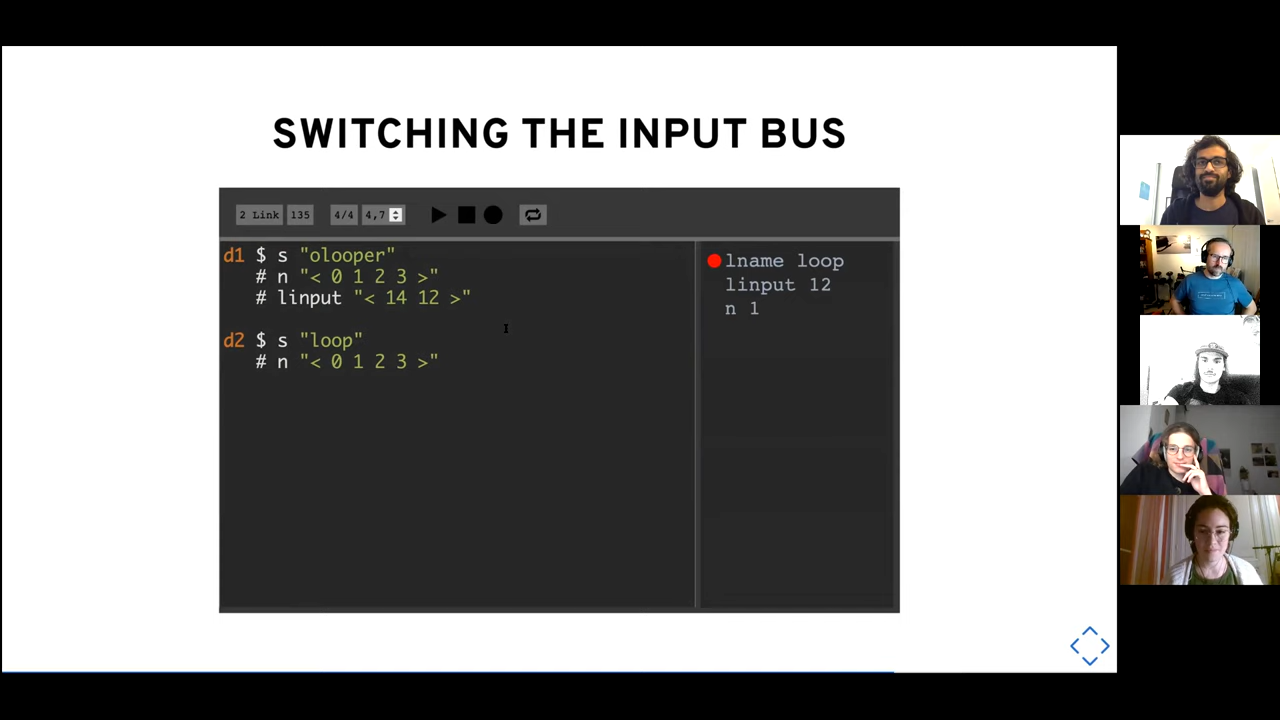 SWITCHING THE INPUT BUS
2 Link 135 4/4 4,7
d1 $ s "olooper"
# n "< 0 1 2 3 >"
# linput "< 14 12 >"
d2 $ s "loop"
# n "< 0 1 2 3 >"
lname loop
linput 12
n 1